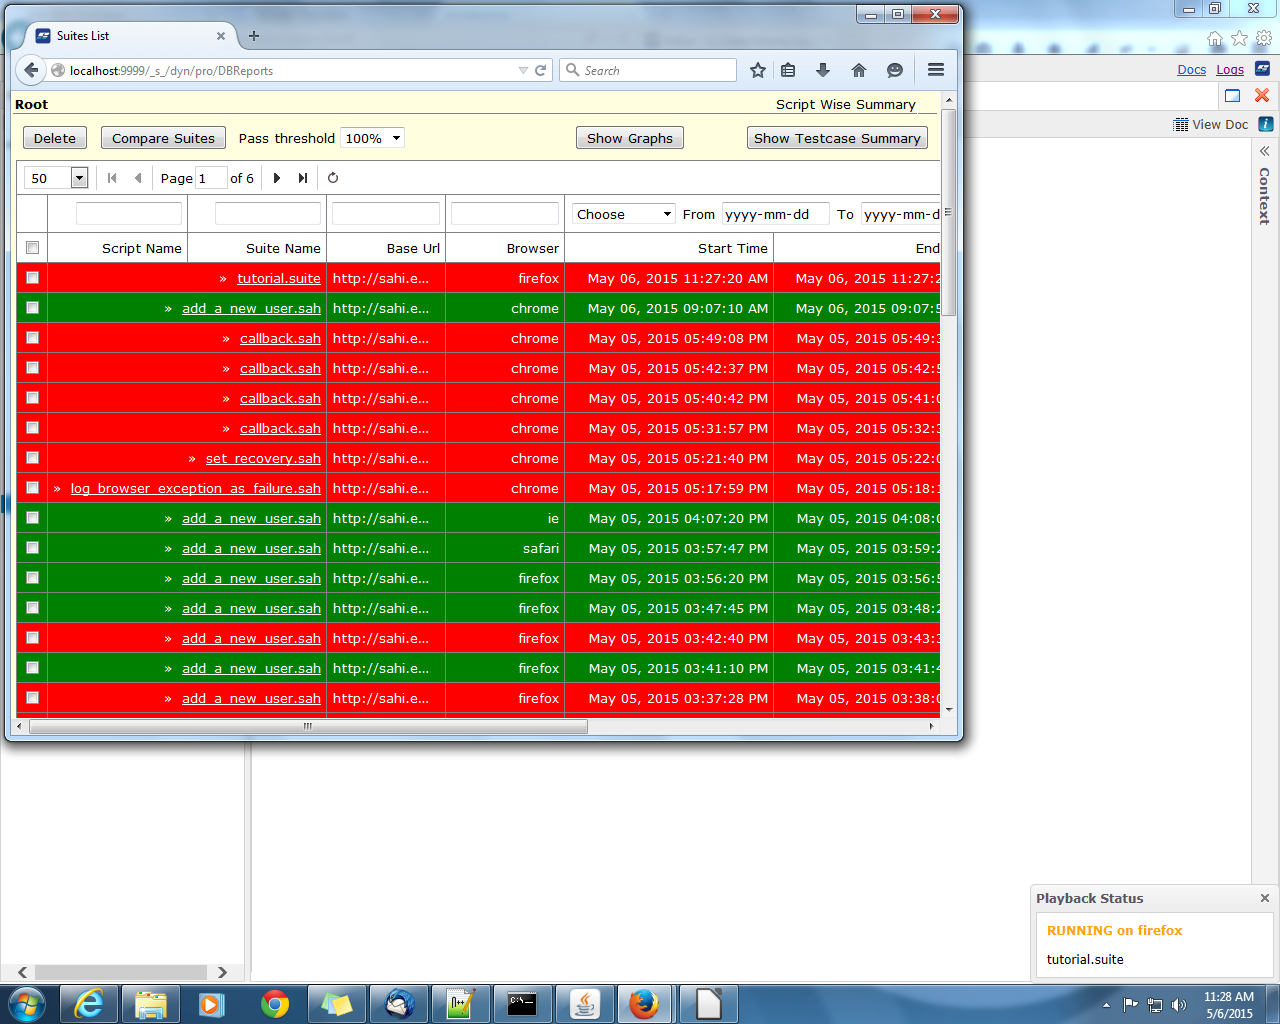 Suites List
localhost:9999/_s_/dyn/pro/DBReports
Search
Docs Logs
Root Script Wise Summary
Delete Compare Suites Pass threshold 100% Show Graphs Show Testcase Summary
View Doc
50 Page 1 of 6
Context
Choose From yyyy-mm-dd To yyyy-mm-d
Script Name Suite Name Base Url Browser Start Time End
» tutorial.suite http://sahi.e... firefox May 06, 2015 11:27:20 AM May 06, 2015 11:27:2
» add_a_new_user.sah http://sahi.e... chrome May 06, 2015 09:07:10 AM May 06, 2015 09:07:5
» callback.sah http://sahi.e... chrome May 05, 2015 05:49:08 PM May 05, 2015 05:49:3
» callback.sah http://sahi.e... chrome May 05, 2015 05:42:37 PM May 05, 2015 05:42:5
» callback.sah http://sahi.e... chrome May 05, 2015 05:40:42 PM May 05, 2015 05:41:0
» callback.sah http://sahi.e... chrome May 05, 2015 05:31:57 PM May 05, 2015 05:32:3
» set_recovery.sah http://sahi.e... chrome May 05, 2015 05:21:40 PM May 05, 2015 05:22:0
» log_browser_exception_as_failure.sah http://sahi.e... chrome May 05, 2015 05:17:59 PM May 05, 2015 05:18:1
» add_a_new_user.sah http://sahi.e... ie May 05, 2015 04:07:20 PM May 05, 2015 04:08:0
» add_a_new_user.sah http://sahi.e... safari May 05, 2015 03:57:47 PM May 05, 2015 03:59:2
» add_a_new_user.sah http://sahi.e... firefox May 05, 2015 03:56:20 PM May 05, 2015 03:56:5
» add_a_new_user.sah http://sahi.e... firefox May 05, 2015 03:47:45 PM May 05, 2015 03:48:2
» add_a_new_user.sah http://sahi.e... firefox May 05, 2015 03:42:40 PM May 05, 2015 03:43:3
» add_a_new_user.sah http://sahi.e... firefox May 05, 2015 03:41:10 PM May 05, 2015 03:41:4
» add_a_new_user.sah http://sahi.e... firefox May 05, 2015 03:37:28 PM May 05, 2015 03:38:0
Playback Status
RUNNING on firefox
tutorial.suite
11:28 AM
5/6/2015